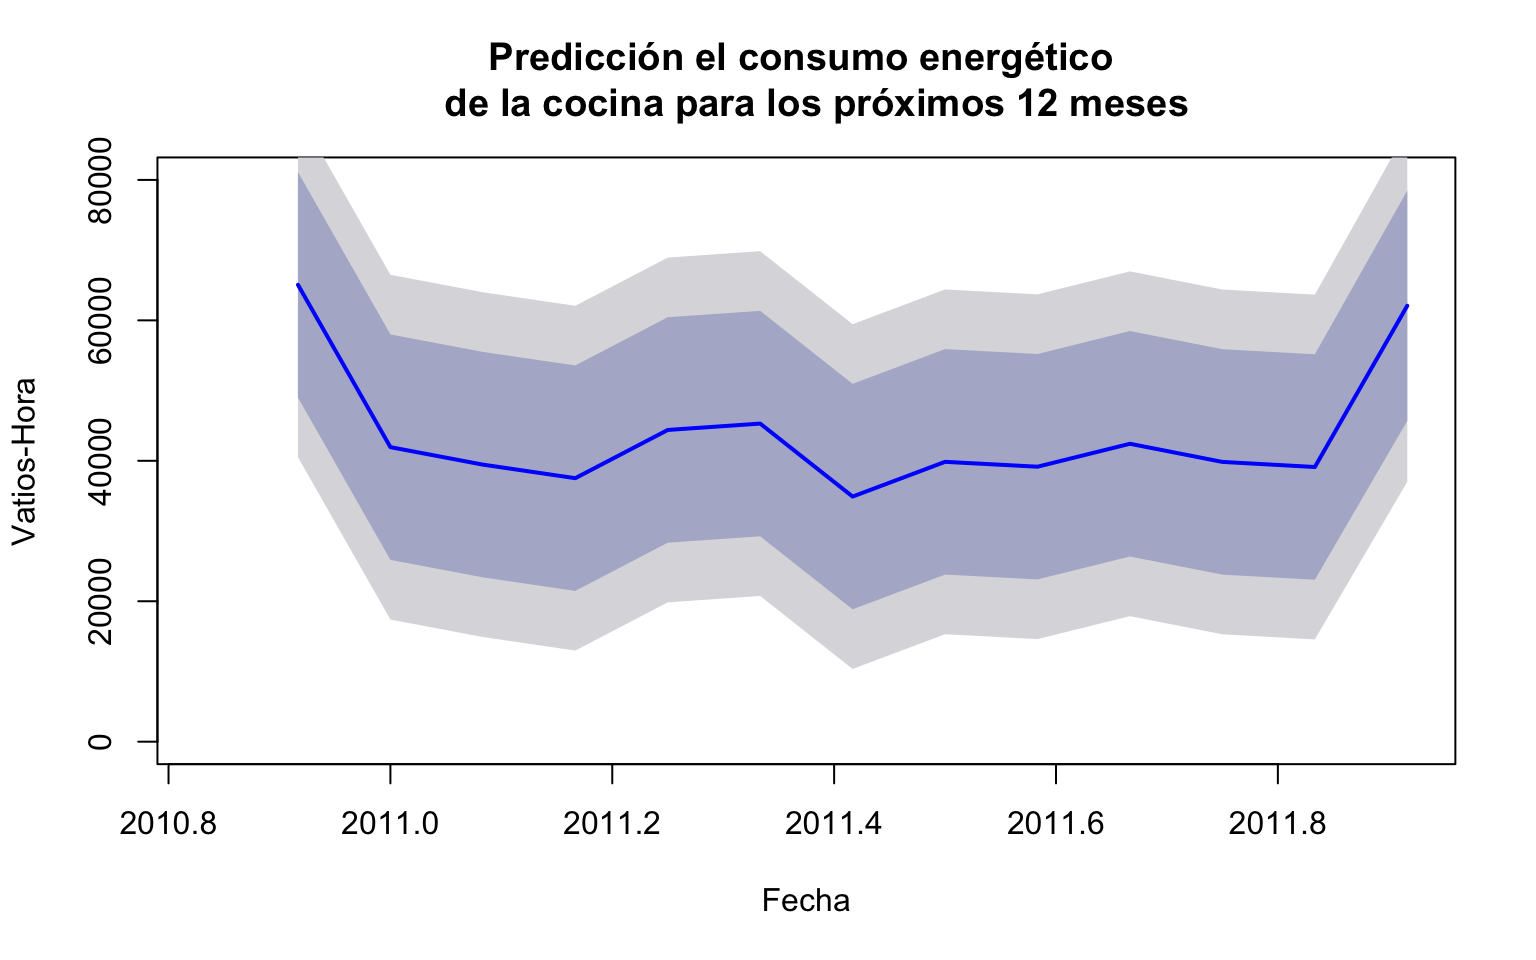 Predicción el consumo energético
de la cocina para los próximos 12 meses
Vatios-Hora
80000
60000
40000
20000
0
2010.8 2011.0 2011.2 2011.4 2011.6 2011.8
Fecha